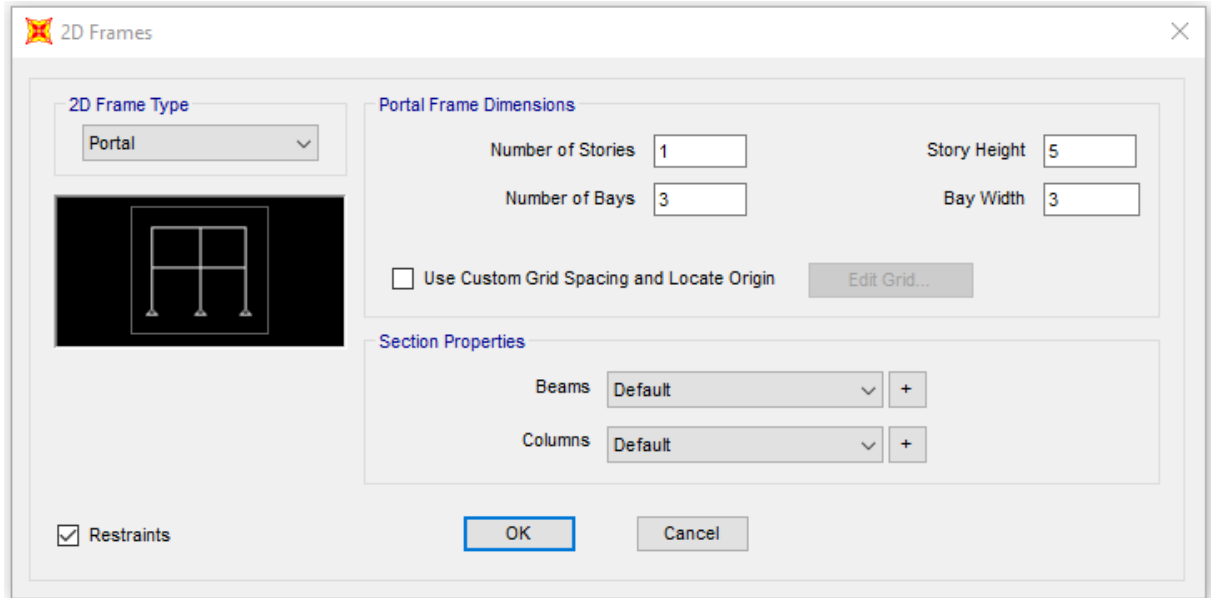 2D Frames
2D Frame Type
Portal
Portal Frame Dimensions
Number of Stories 1 Story Height 5
Number of Bays 3 Bay Width 3
Use Custom Grid Spacing and Locate Origin Edit Grid...
Section Properties
Beams Default +
Columns Default +
Restraints OK Cancel